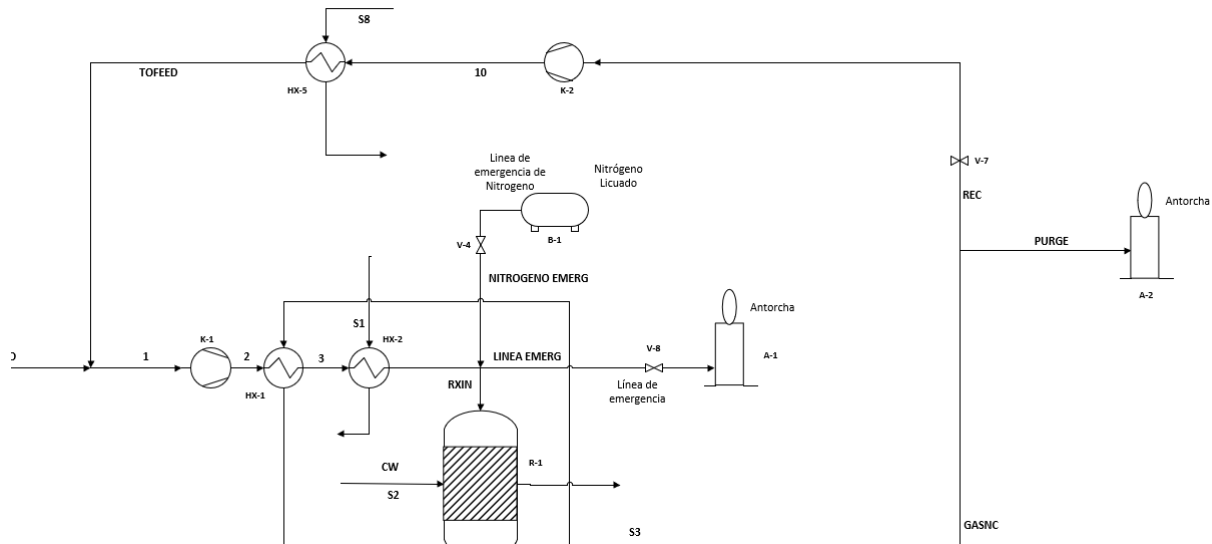 S8
TOFEED
10
HX-5
K-2
Linea de
emergencia de
Nitrogeno
Nitrógeno
Licuado
V-7
REC
Antorcha
V-4
B-1
PURGE
NITROGENO EMERG
A-2
S1
HX-2
Antorcha
K-1
1
2
3
LINEA EMERG
V-8
A-1
HX-1
RXIN
Línea de
emergencia
R-1
CW
S2
S3
GASNC